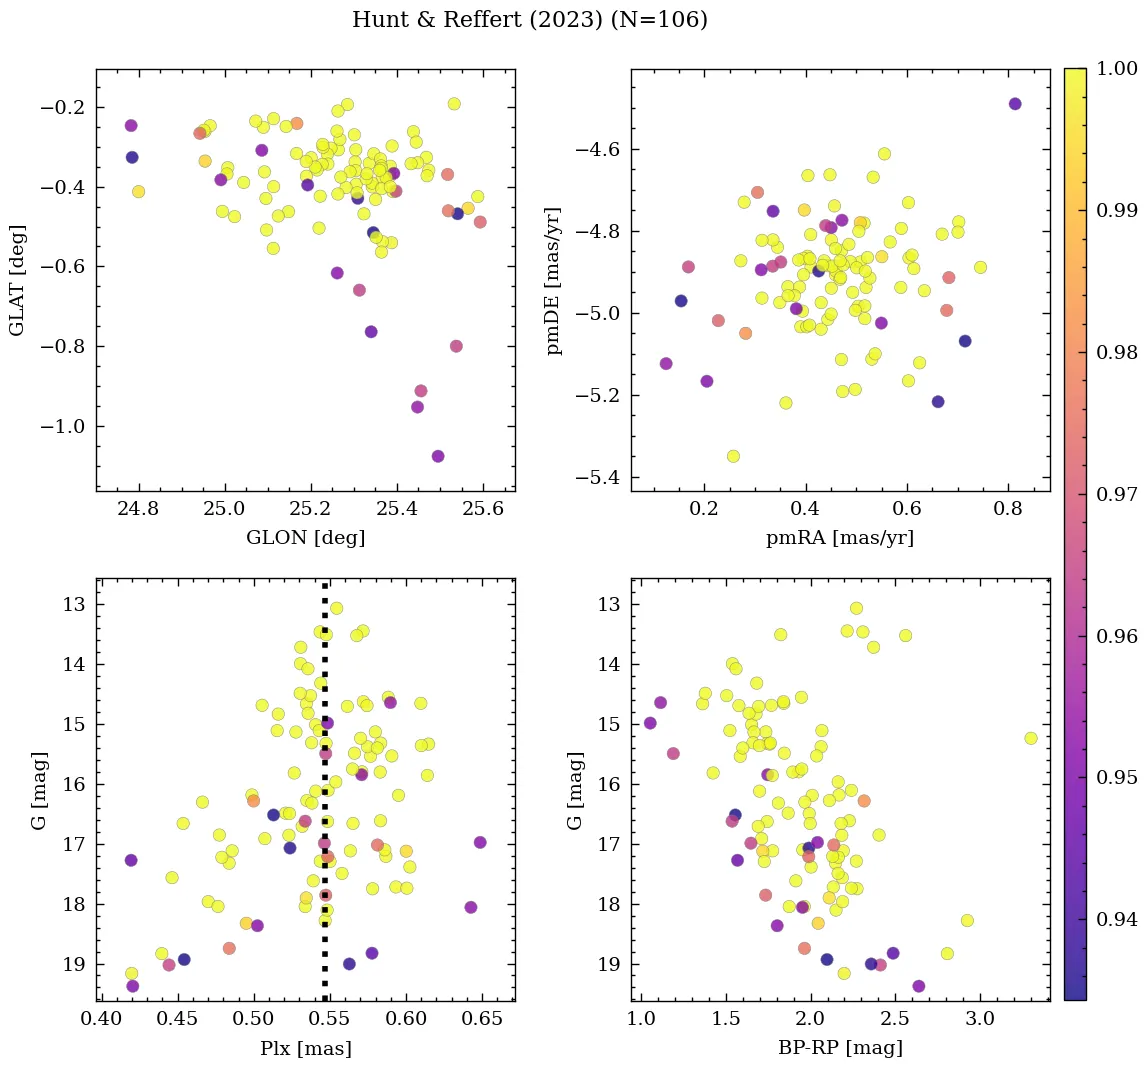 Hunt & Reffert (2023) (N=106)
−0.2
−0.4
−0.6
−0.8
−1.0
GLAT [deg]
24.8 25.0 25.2 25.4 25.6
GLON [deg]
−4.6
−4.8
−5.0
−5.2
−5.4
pmDE [mas/yr]
0.2 0.4 0.6 0.8
pmRA [mas/yr]
1.00
0.99
0.98
0.97
0.96
0.95
0.94
13
14
15
16
17
18
19
G [mag]
0.40 0.45 0.50 0.55 0.60 0.65
Plx [mas]
13
14
15
16
17
18
19
G [mag]
1.0 1.5 2.0 2.5 3.0
BP-RP [mag]